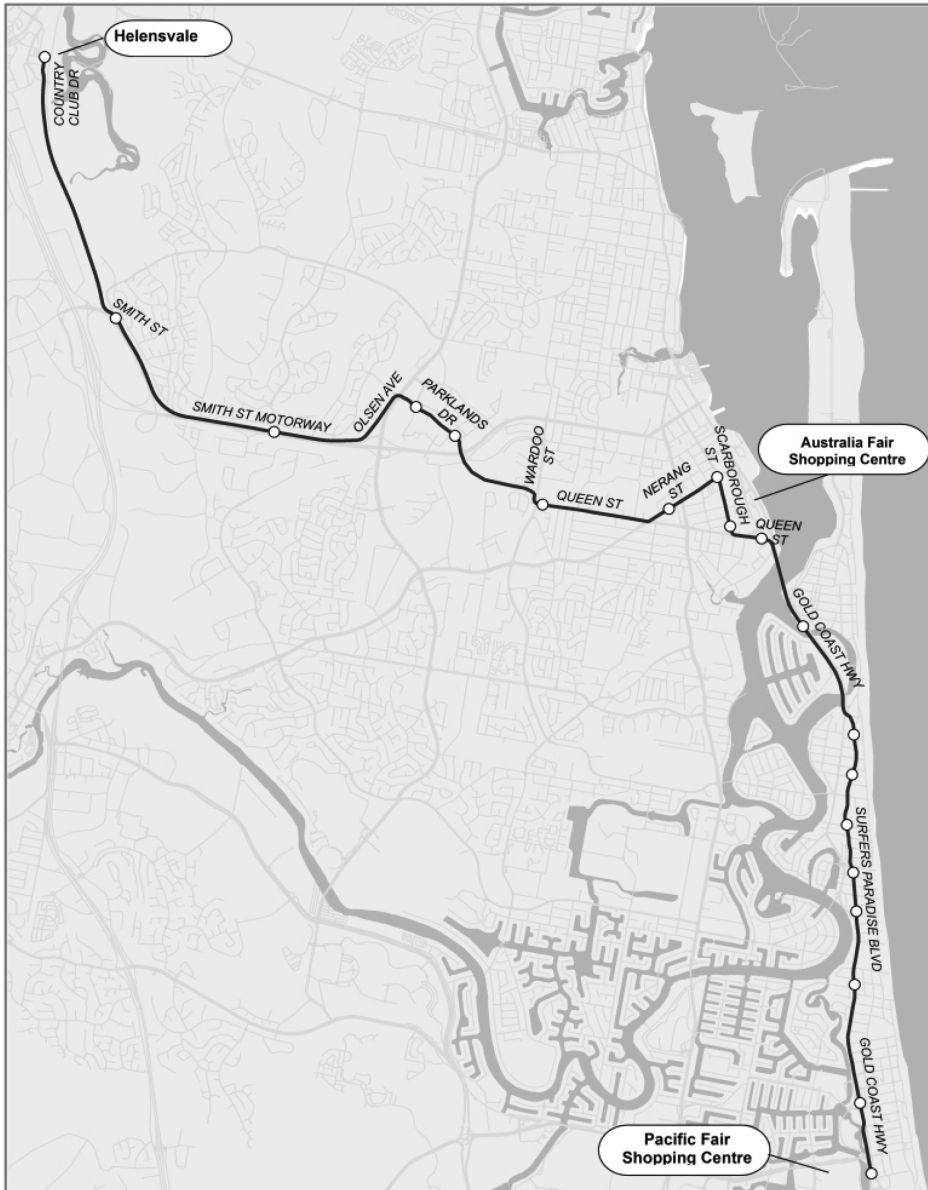 Helensvale
COUNTRY
CLUB DR
SMITH ST
SMITH ST MOTORWAY
OLSEN AVE
PARKLANDS
DR
WARDOO
ST
QUEEN ST
NERANG
ST
SCARBOROUGH
ST
Australia Fair
Shopping Centre
QUEEN
ST
GOLD COAST HWY
SURFERS PARADISE BLVD
GOLD COAST HWY
Pacific Fair
Shopping Centre